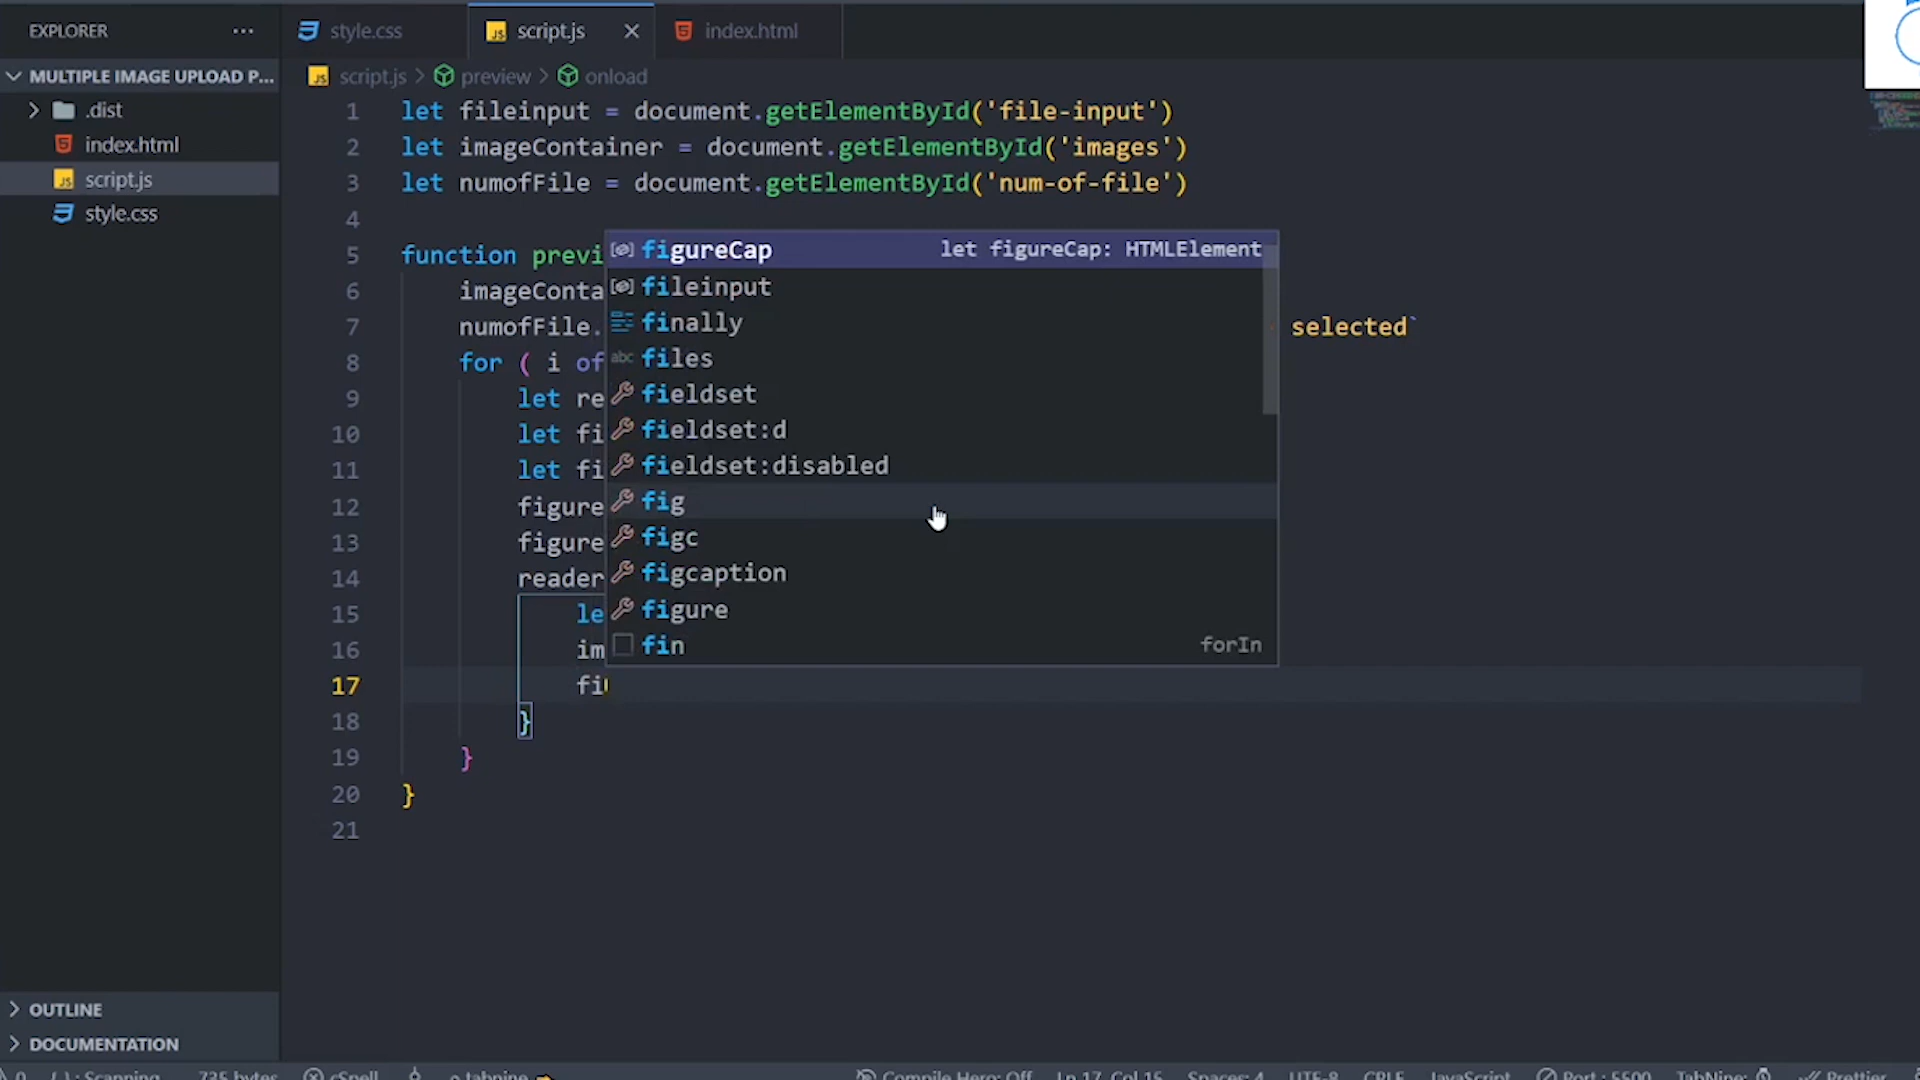 EXPLORER ...
style.css
script.js
index.html
MULTIPLE IMAGE UPLOAD P...
script.js > preview > onload
.dist
index.html
script.js
style.css
1 let fileinput = document.getElementById('file-input')
2 let imageContainer = document.getElementById('images')
3 let numofFile = document.getElementById('num-of-file')
4
5 function previ
6 imageConta
7 numofFile. selected`
8 for ( i of
9 let re
10 let fi
11 let fi
12 figure
13 figure
14 reader
15 le
16 im
17 fi
18 }
19 }
20 }
21
figureCap let figureCap: HTMLElement
fileinput
finally
abc files
fieldset
fieldset:d
fieldset:disabled
fig
figc
figcaption
figure
fin forIn
OUTLINE
DOCUMENTATION
0 Scanning 735 bytes cSpell tabnine Compile Hero: Off Ln 17, Col 15 Spaces: 4 UTF-8 CRLF JavaScript Port : 5500 TabNine: Prettier